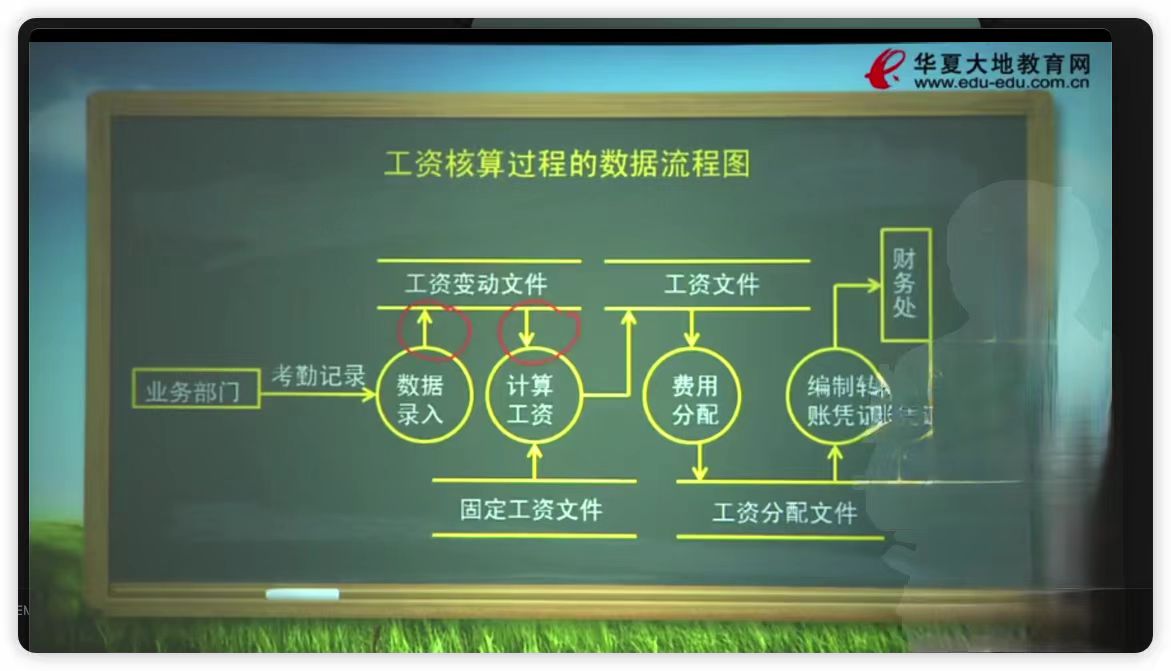 华夏大地教育网
www.edu-edu.com.cn
工资核算过程的数据流程图
工资变动文件
工资文件
财
务
处
业务部门
考勤记录
数据
录入
计算
工资
费用
分配
编制转
账凭证
固定工资文件
工资分配文件